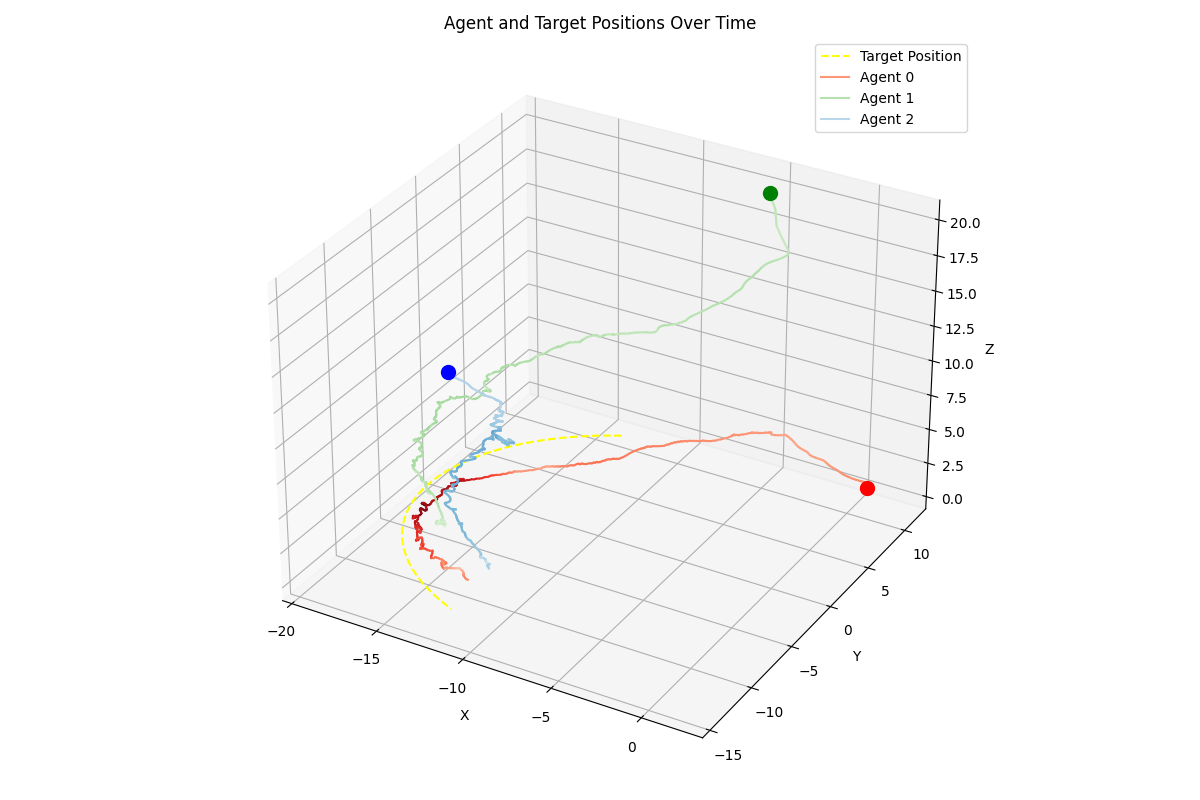 Agent and Target Positions Over Time
Target Position
Agent 0
Agent 1
Agent 2
20.0
17.5
15.0
12.5
10.0
7.5
5.0
2.5
0.0
Z
10
5
0
−5
−10
−15
Y
−20
−15
−10
−5
0
X